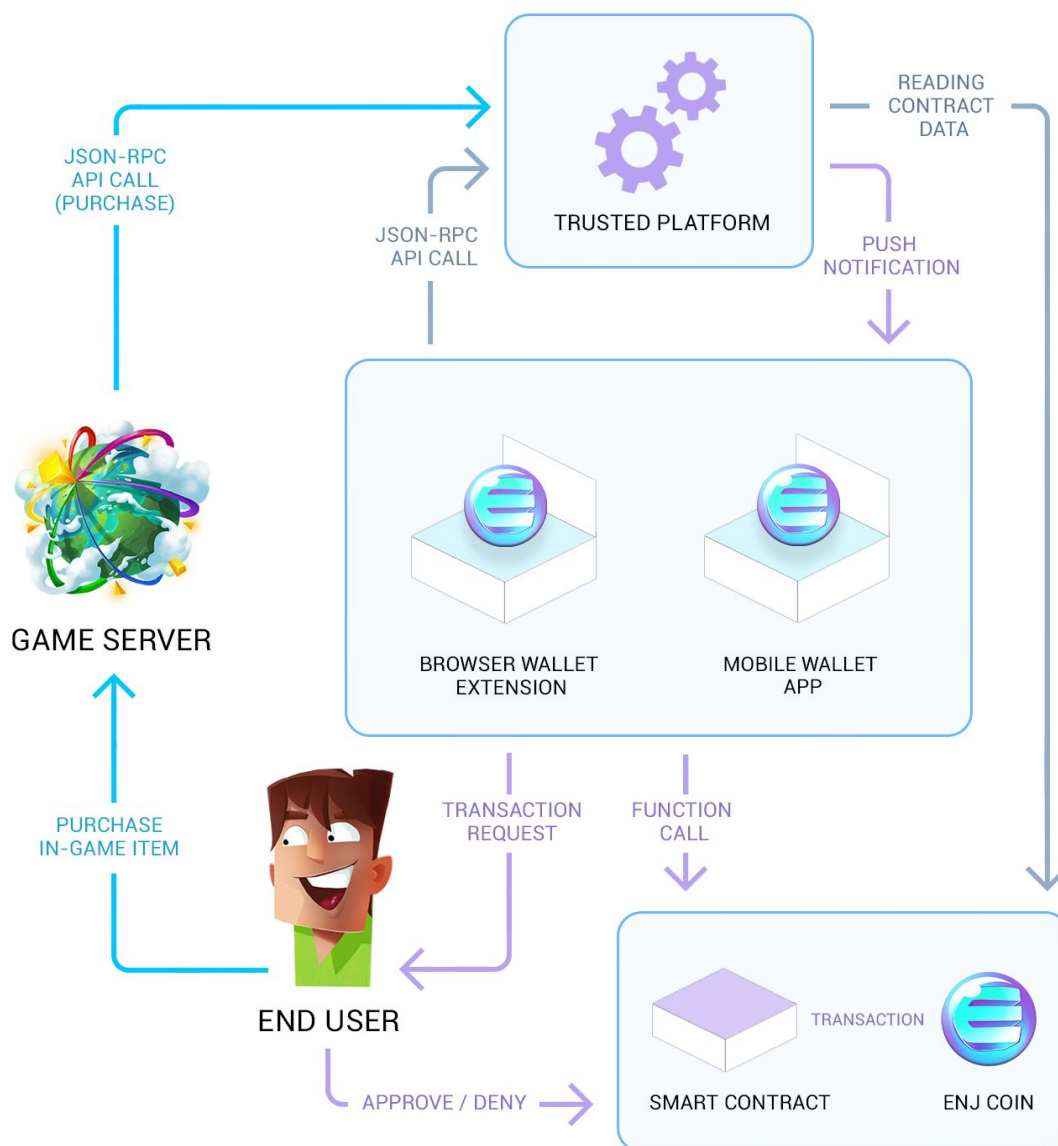 READING
CONTRACT
DATA
JSON-RPC
API CALL
(PURCHASE)
TRUSTED PLATFORM
JSON-RPC
API CALL
PUSH
NOTIFICATION
GAME SERVER
BROWSER WALLET
EXTENSION
MOBILE WALLET
APP
TRANSACTION
REQUEST
FUNCTION
CALL
PURCHASE
IN-GAME ITEM
END USER
TRANSACTION
APPROVE / DENY
SMART CONTRACT
ENJ COIN